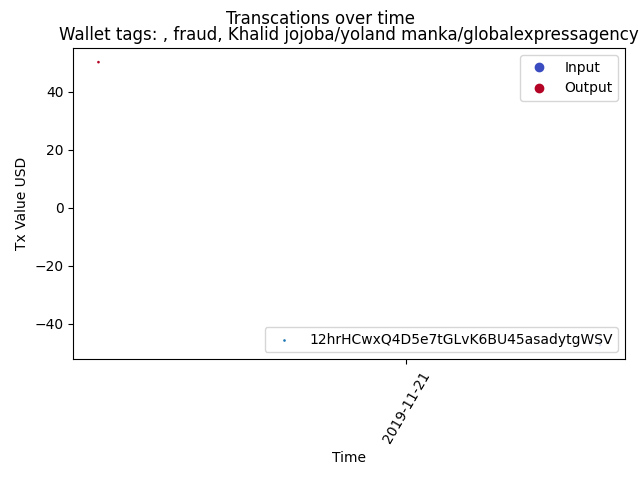 Transcations over time
Wallet tags: , fraud, Khalid jojoba/yoland manka/globalexpressagency
Input
Output
Tx Value USD
40
20
0
−20
−40
12hrHCwxQ4D5e7tGLvK6BU45asadytgWSV
2019-11-21
Time